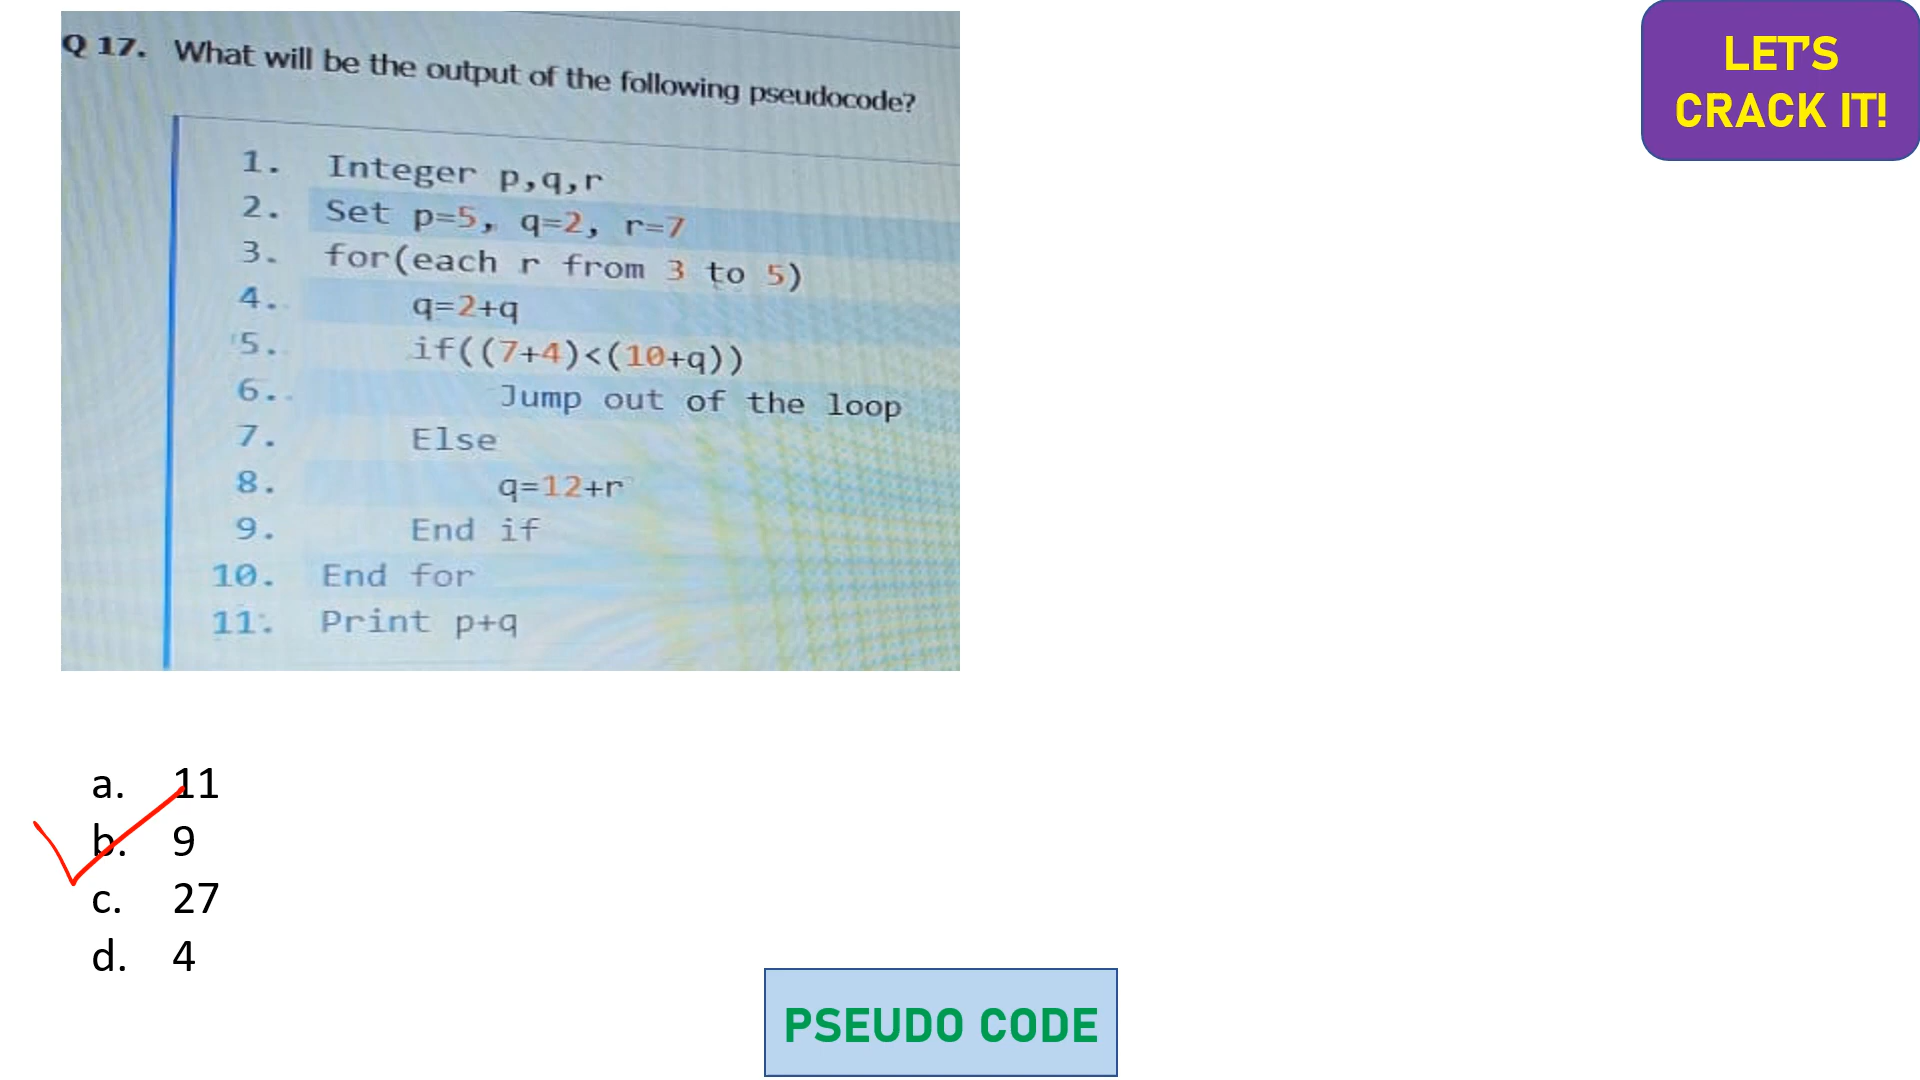 Q 17. What will be the output of the following pseudocode?
1. Integer p,q,r
2. Set p=5, q=2, r=7
3. for(each r from 3 to 5)
4. q=2+q
5. if((7+4)<(10+q))
6. Jump out of the loop
7. Else
8. q=12+r
9. End if
10. End for
11. Print p+q
a. 11
b. 9
c. 27
d. 4
LET'S
CRACK IT!
PSEUDO CODE